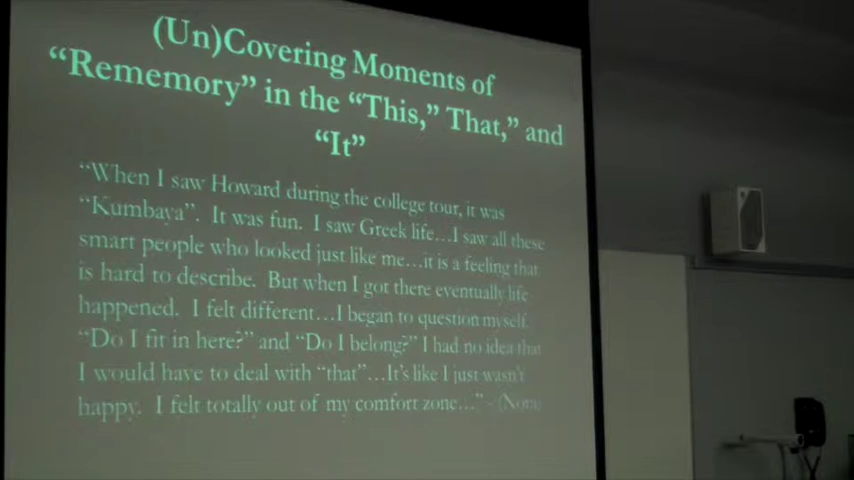 (Un)Covering Moments of
“Rememory” in the “This,” That,” and
“It”
“When I saw Howard during the college tour, it was
“Kumbaya”. It was fun. I saw Greek life…I saw all these
smart people who looked just like me…it is a feeling that
is hard to describe. But when I got there eventually life
happened. I felt different…I began to question myself.
“Do I fit in here?” and “Do I belong?” I had no idea that
I would have to deal with “that”…It’s like I just wasn’t
happy. I felt totally out of my comfort zone…” - (Nora)